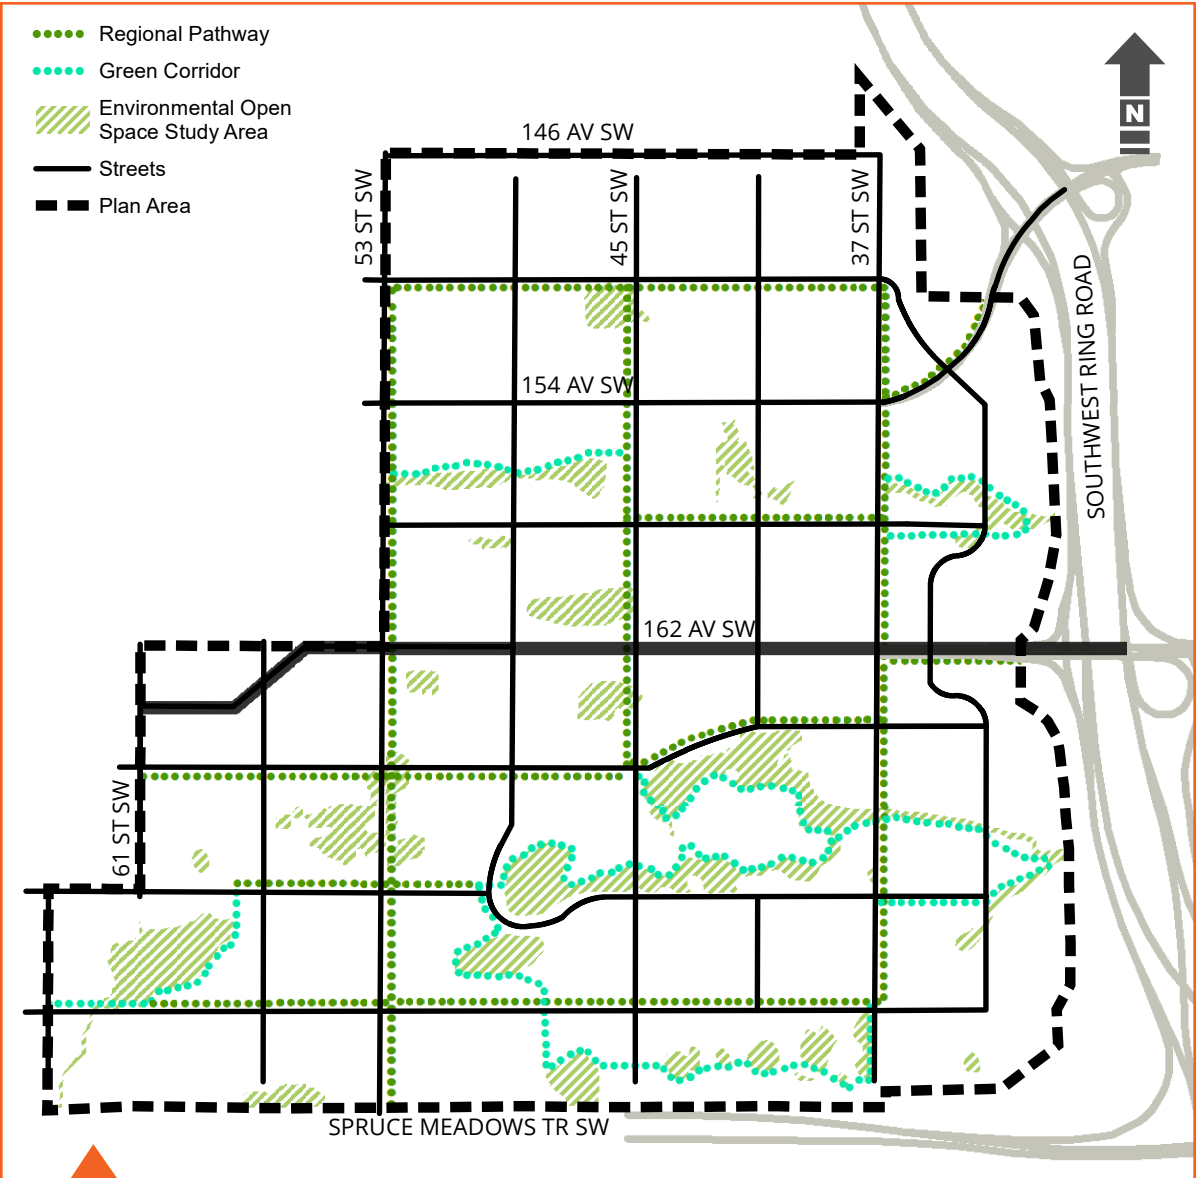 Regional Pathway
Green Corridor
Environmental Open
Space Study Area
Streets
Plan Area
N
146 AV SW
53 ST SW
45 ST SW
37 ST SW
SOUTHWEST RING ROAD
154 AV SW
162 AV SW
61 ST SW
SPRUCE MEADOWS TR SW